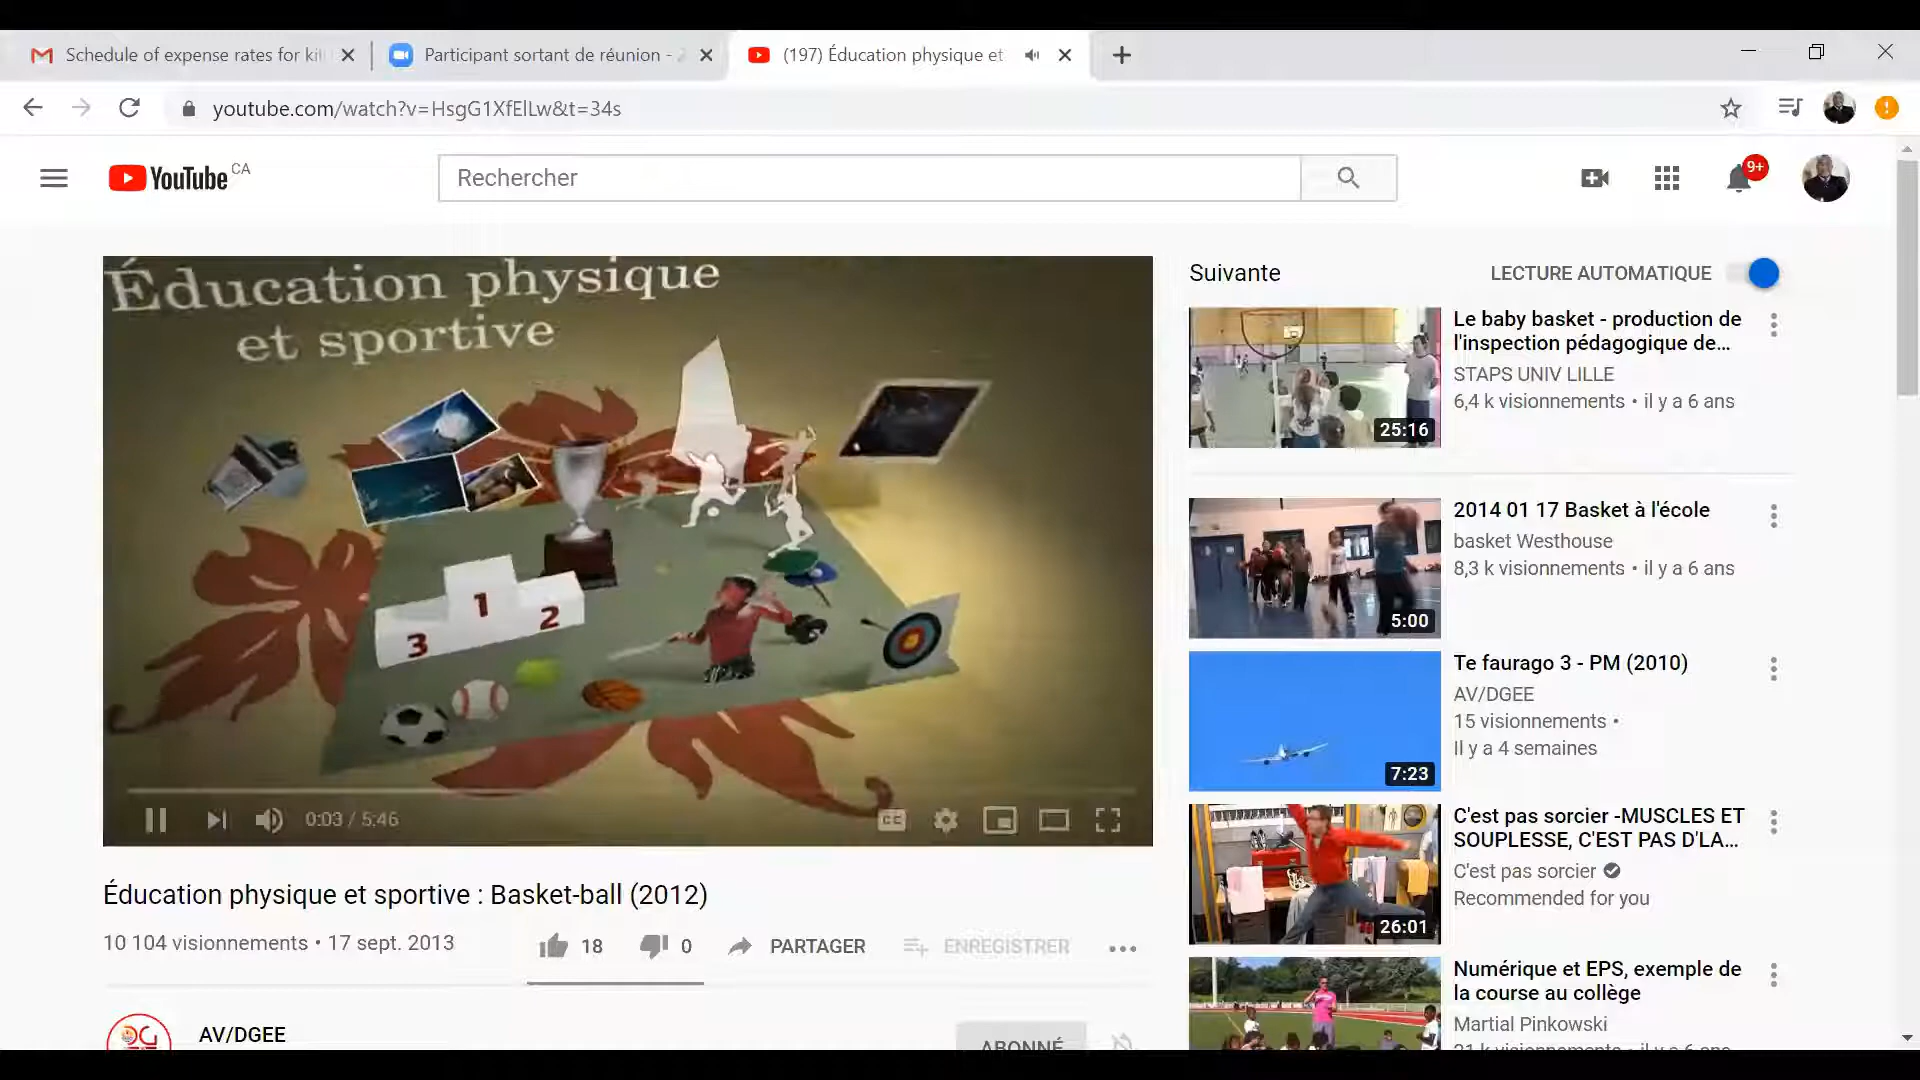 Schedule of expense rates for kil
Participant sortant de réunion -
(197) Éducation physique et
youtube.com/watch?v=HsgG1XfElLw&t=34s
YouTube CA
Rechercher
9+
Éducation physique
et sportive
1
2
3
0:03 / 5:46
CC
Éducation physique et sportive : Basket-ball (2012)
10 104 visionnements • 17 sept. 2013
18
0
PARTAGER
ENREGISTRER
AV/DGEE
ABONNÉ
Suivante
LECTURE AUTOMATIQUE
25:16
Le baby basket - production de
l'inspection pédagogique de...
STAPS UNIV LILLE
6,4 k visionnements • il y a 6 ans
5:00
2014 01 17 Basket à l'école
basket Westhouse
8,3 k visionnements • il y a 6 ans
7:23
Te faurago 3 - PM (2010)
AV/DGEE
15 visionnements •
Il y a 4 semaines
26:01
C'est pas sorcier -MUSCLES ET
SOUPLESSE, C'EST PAS D'LA...
C'est pas sorcier
Recommended for you
Numérique et EPS, exemple de
la course au collège
Martial Pinkowski